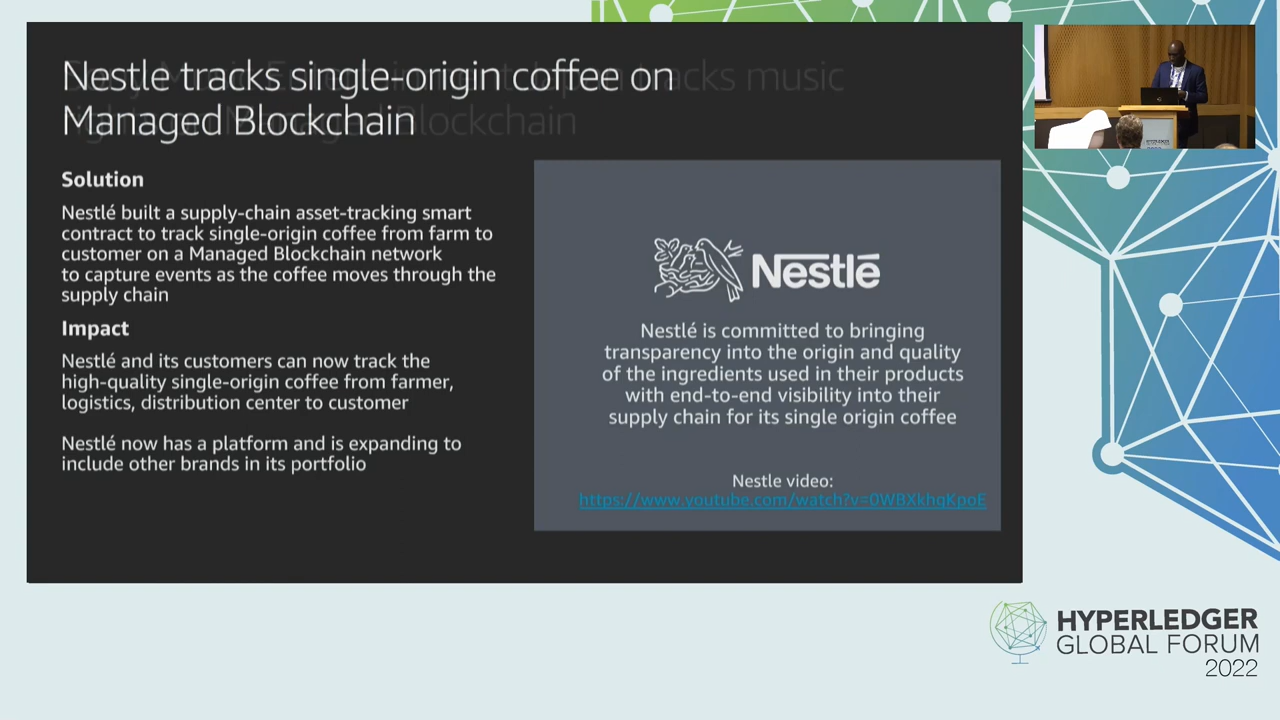 Nestle tracks single-origin coffee on
Managed Blockchain
Solution
Nestlé built a supply-chain asset-tracking smart
contract to track single-origin coffee from farm to
customer on a Managed Blockchain network
to capture events as the coffee moves through the
supply chain
Impact
Nestlé and its customers can now track the
high-quality single-origin coffee from farmer,
logistics, distribution center to customer
Nestlé now has a platform and is expanding to
include other brands in its portfolio
Nestlé
Nestlé is committed to bringing
transparency into the origin and quality
of the ingredients used in their products
with end-to-end visibility into their
supply chain for its single origin coffee
Nestle video:
https://www.youtube.com/watch?v=0WBXkhqKpoE
HYPERLEDGER
GLOBAL FORUM
2022